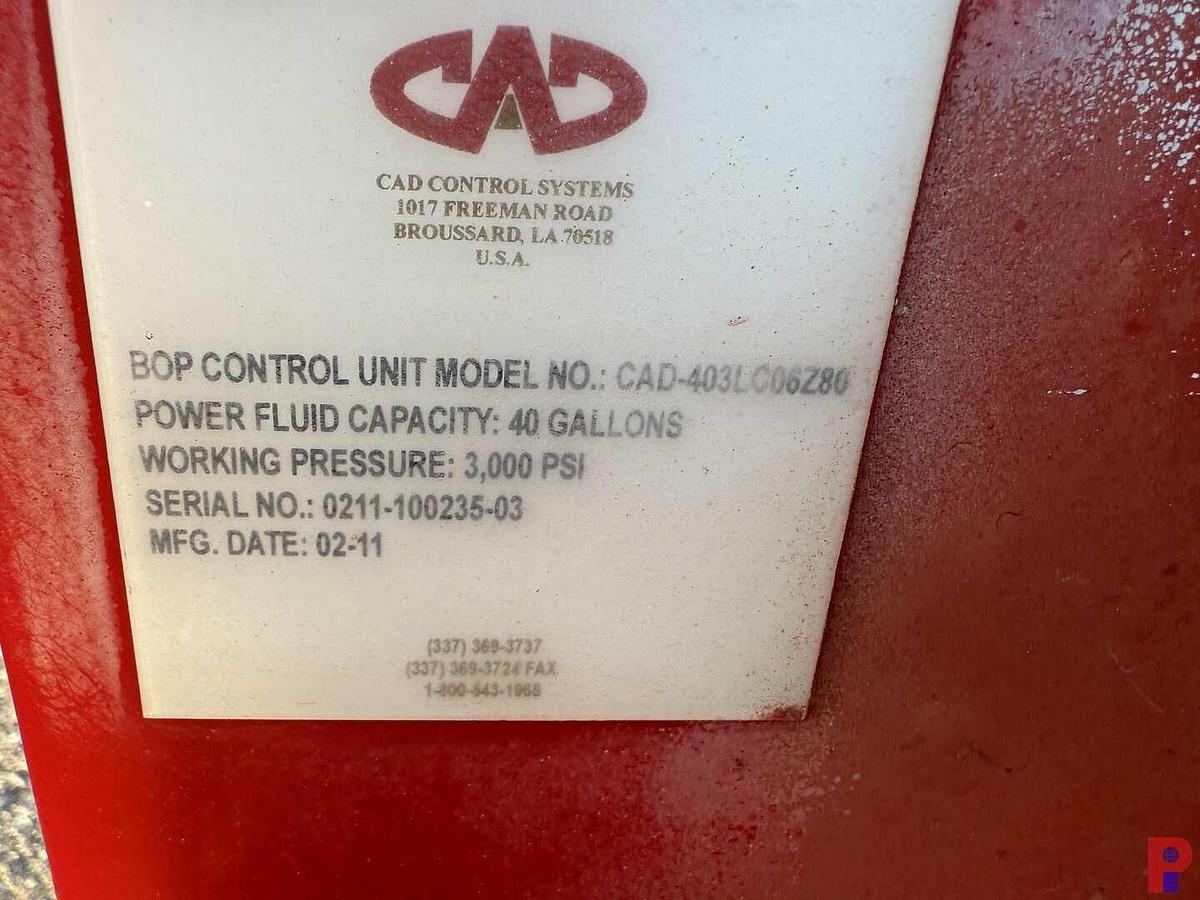 CAD
CAD CONTROL SYSTEMS
1017 FREEMAN ROAD
BROUSSARD, LA 70518
U.S.A.
BOP CONTROL UNIT MODEL NO.: CAD-403LC06Z80
POWER FLUID CAPACITY: 40 GALLONS
WORKING PRESSURE: 3,000 PSI
SERIAL NO.: 0211-100235-03
MFG. DATE: 02-11
(337) 369-3737
(337) 369-3724 FAX
1-800-543-1968